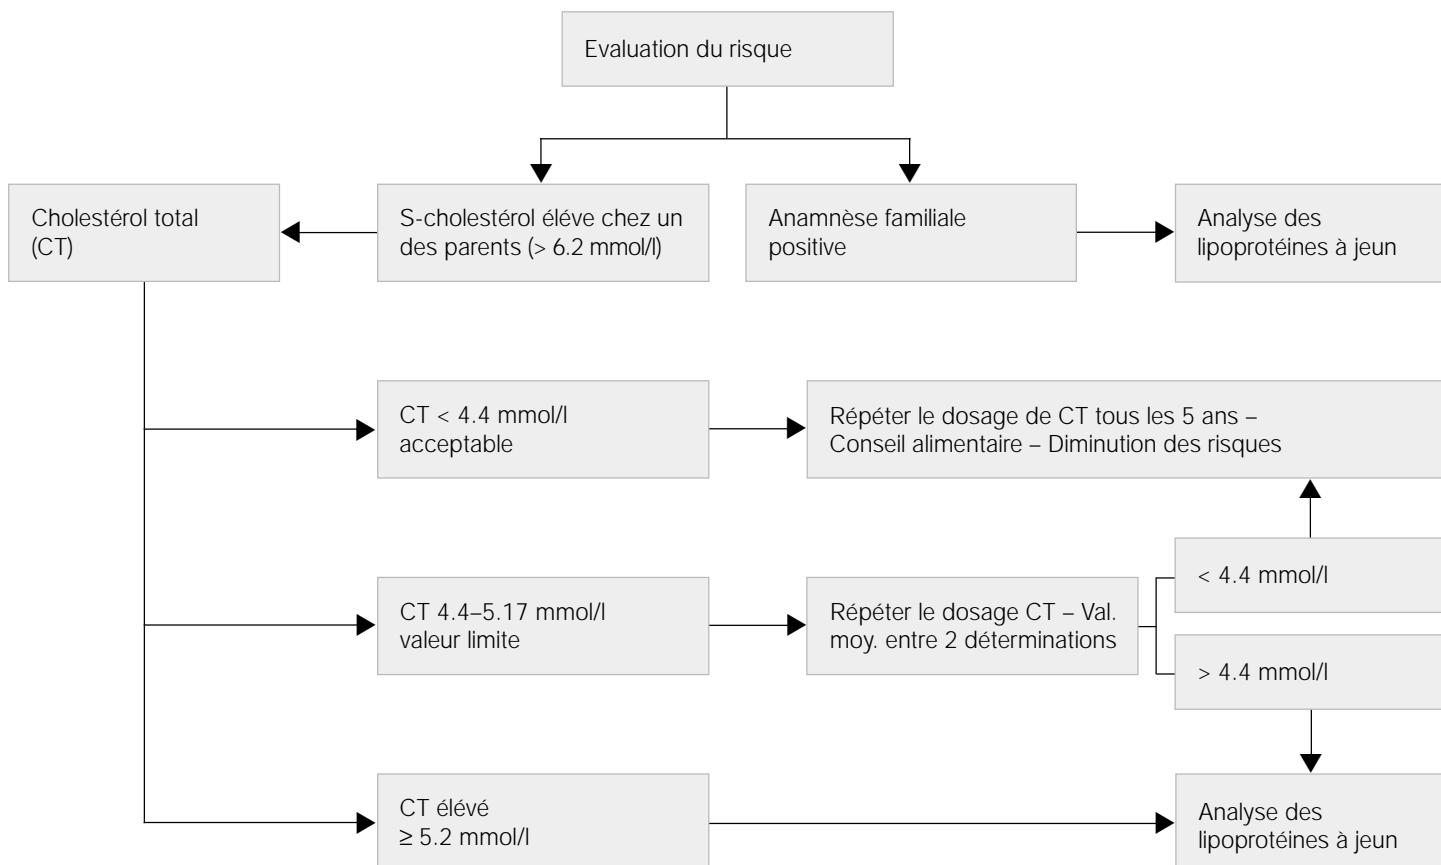 Evaluation du risque
Cholestérol total
(CT)
S-cholestérol éléve chez un
des parents (> 6.2 mmol/l)
Anamnèse familiale
positive
Analyse des
lipoprotéines à jeun
CT < 4.4 mmol/l
acceptable
Répéter le dosage de CT tous les 5 ans –
Conseil alimentaire – Diminution des risques
CT 4.4–5.17 mmol/l
valeur limite
Répéter le dosage CT – Val.
moy. entre 2 déterminations
< 4.4 mmol/l
> 4.4 mmol/l
CT élévé
≥ 5.2 mmol/l
Analyse des
lipoprotéines à jeun